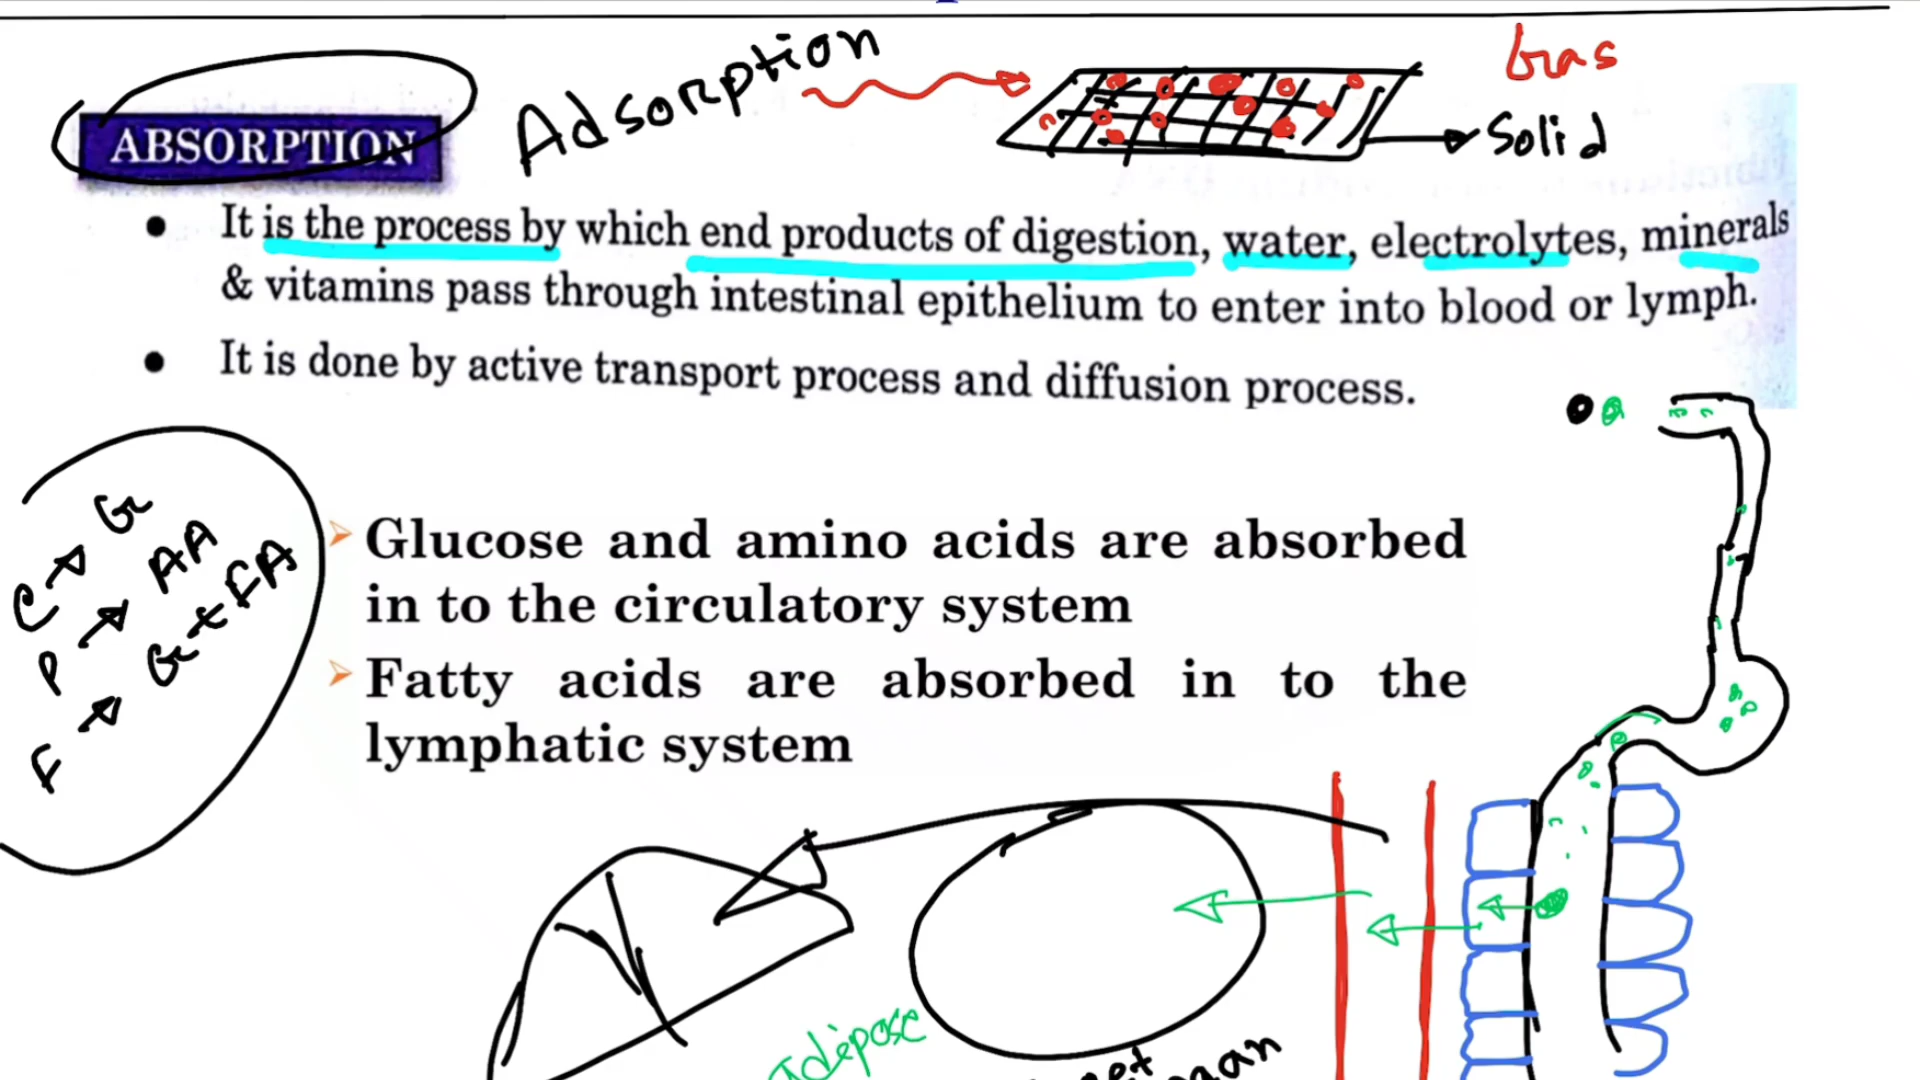 Adsorption
Gas
Solid
ABSORPTION
• It is the process by which end products of digestion, water, electrolytes, minerals
& vitamins pass through intestinal epithelium to enter into blood or lymph.
• It is done by active transport process and diffusion process.
C → G
P → AA
F → G + FA
➢ Glucose and amino acids are absorbed
in to the circulatory system
➢ Fatty acids are absorbed in to the
lymphatic system
adipose